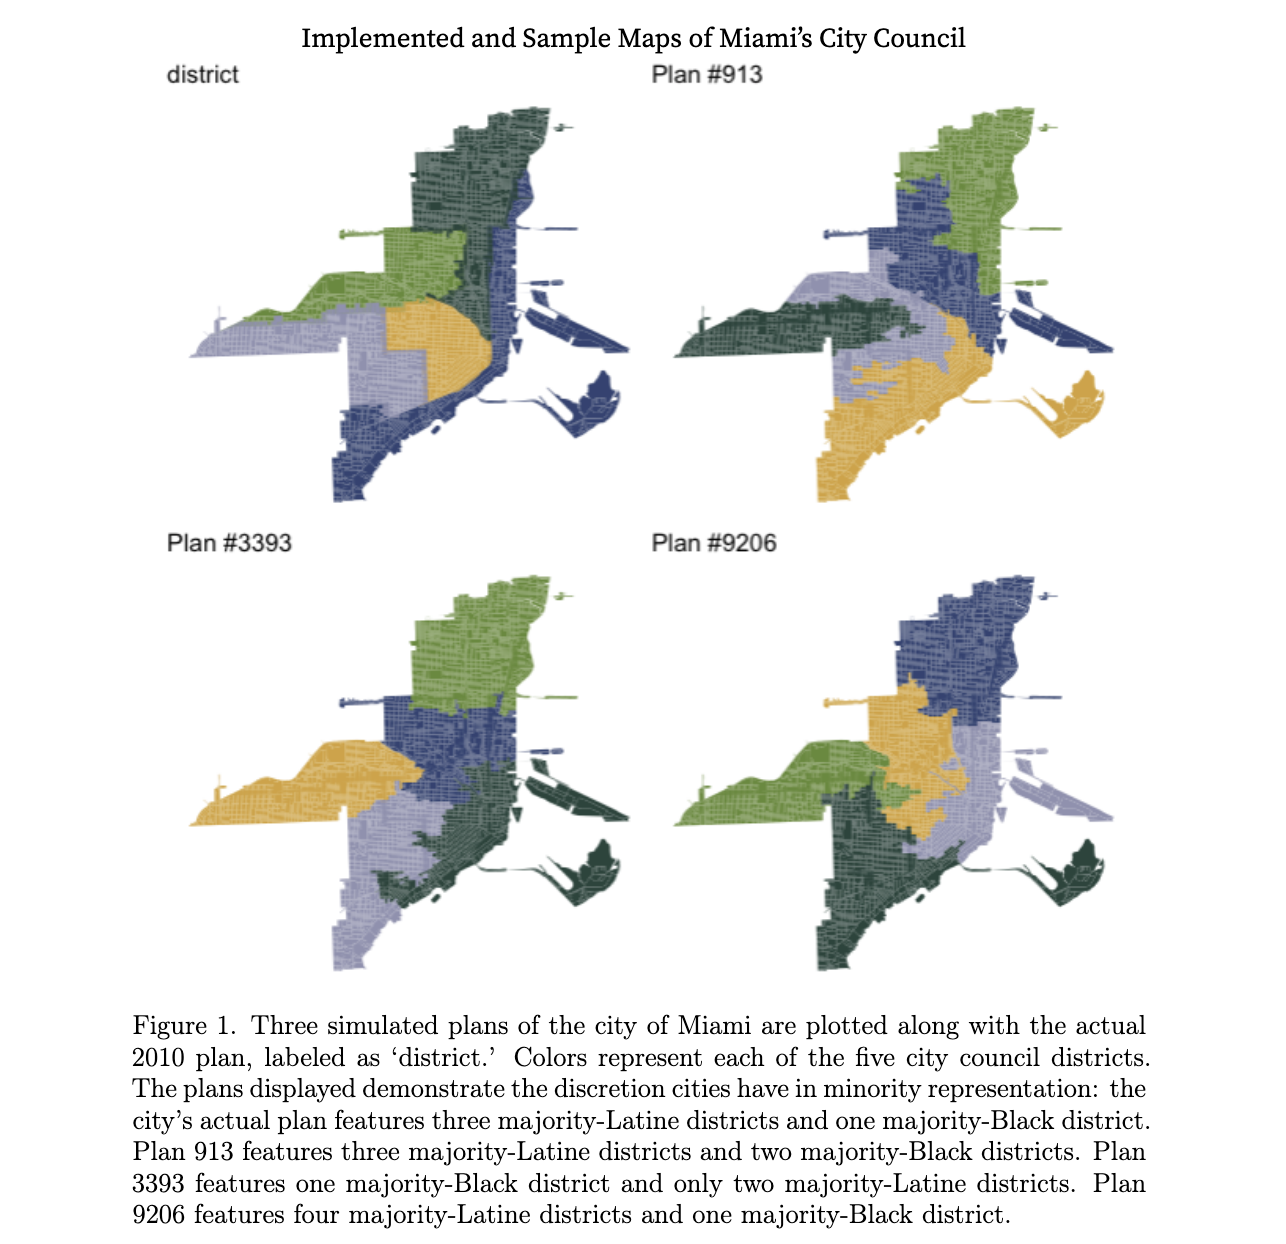 Implemented and Sample Maps of Miami's City Council
district
Plan #913
Plan #3393
Plan #9206
Figure 1. Three simulated plans of the city of Miami are plotted along with the actual
2010 plan, labeled as ‘district.’ Colors represent each of the five city council districts.
The plans displayed demonstrate the discretion cities have in minority representation: the
city’s actual plan features three majority-Latine districts and one majority-Black district.
Plan 913 features three majority-Latine districts and two majority-Black districts. Plan
3393 features one majority-Black district and only two majority-Latine districts. Plan
9206 features four majority-Latine districts and one majority-Black district.